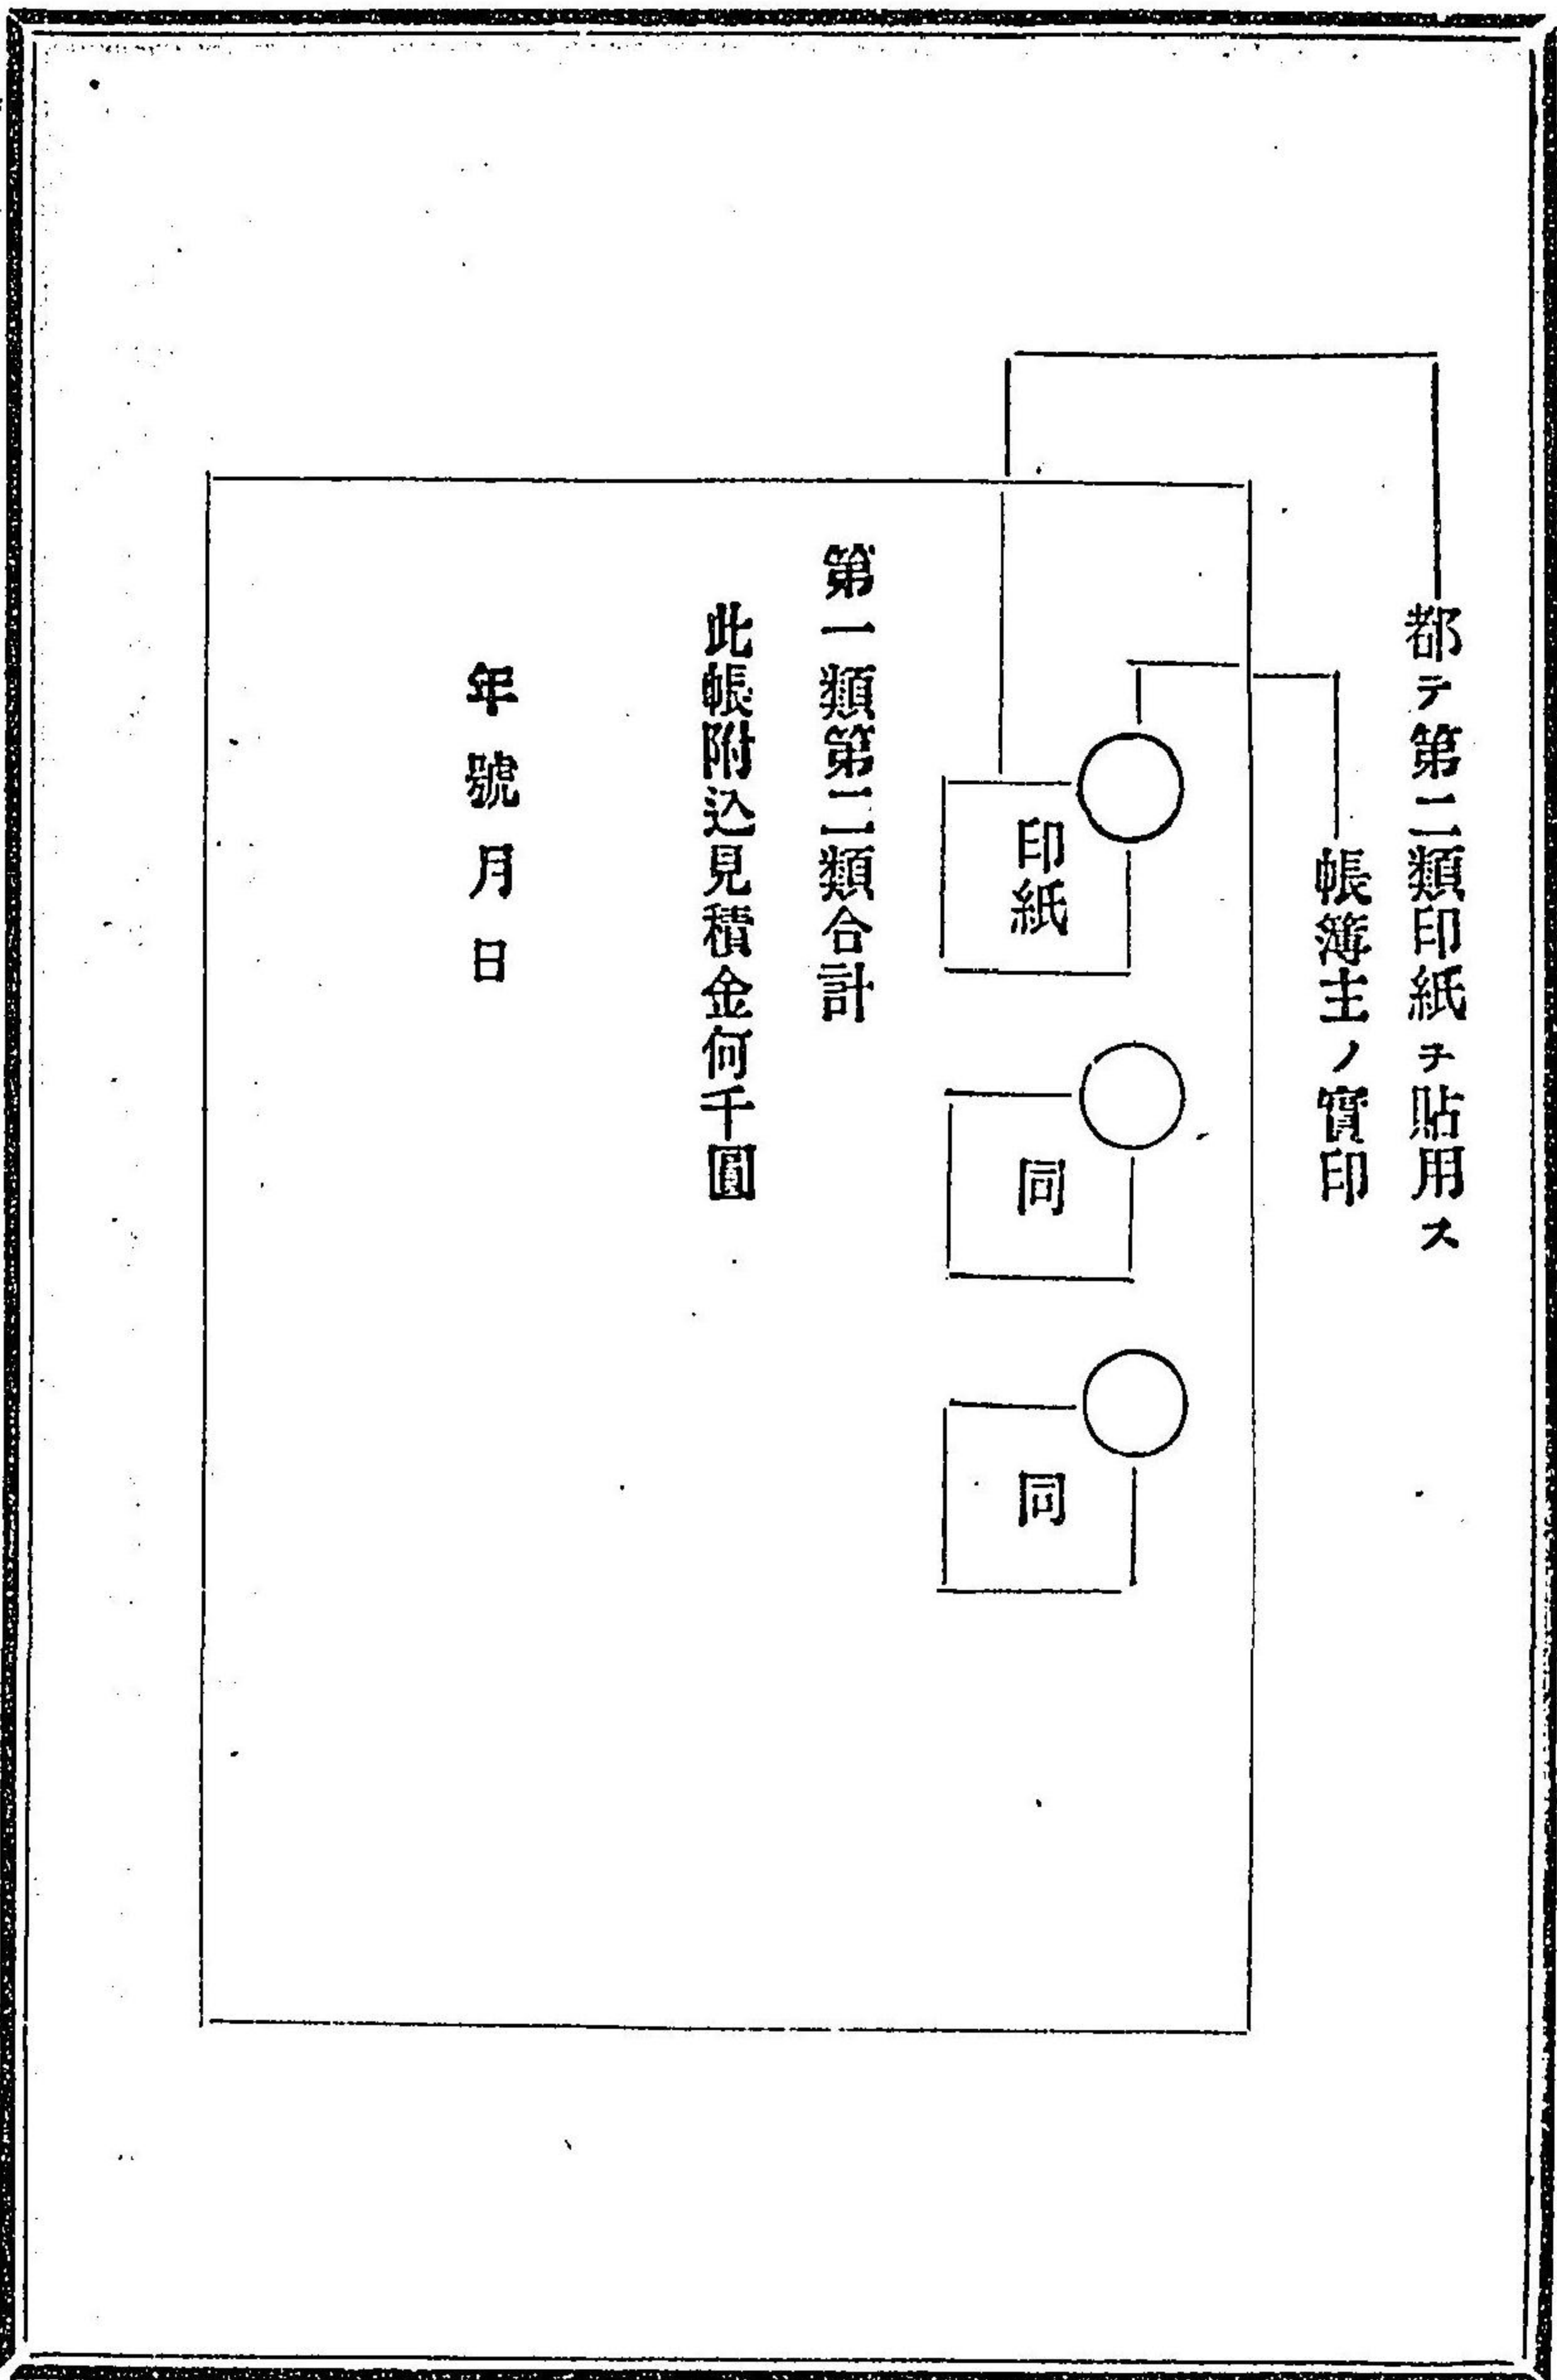 都テ第二類印紙ヲ貼用ス
帳簿主ノ實印
印紙
同
同
第一類第二類合計
此帳附込見積金何千圓
年號月日